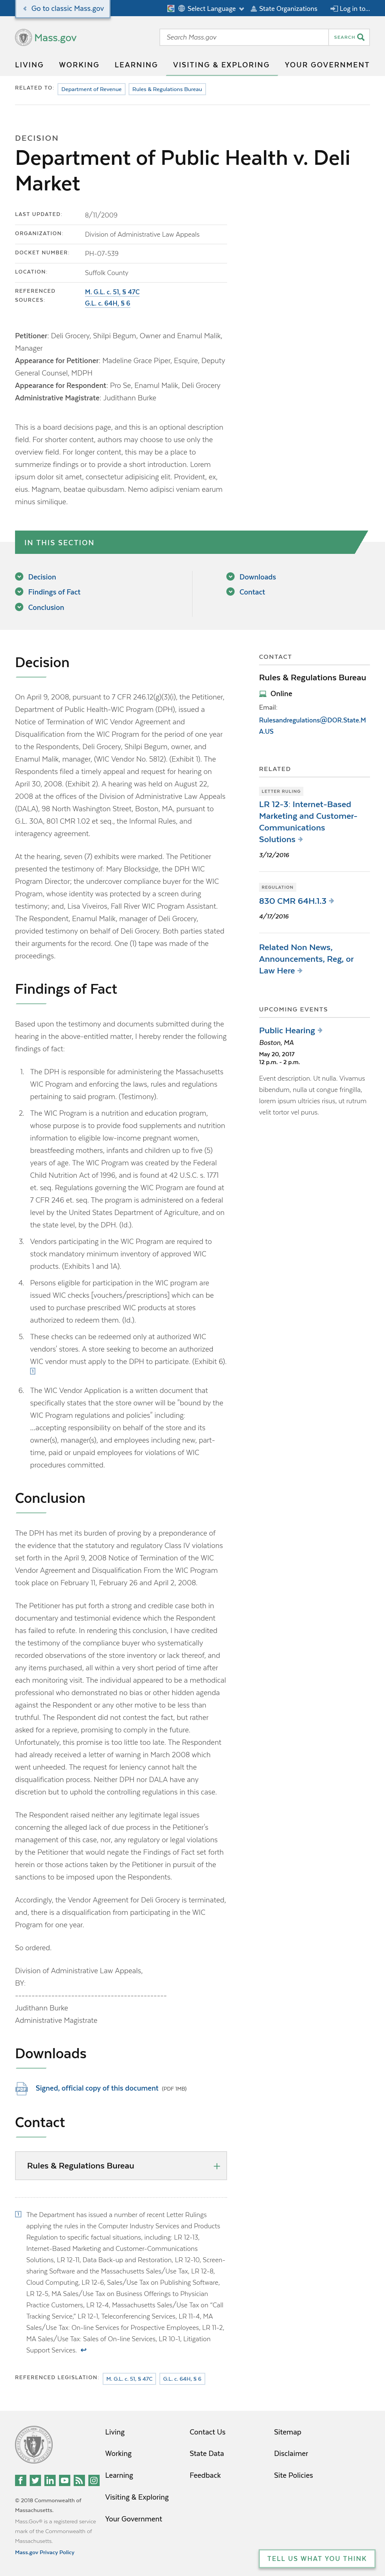 Go to classic Mass.gov
Select Language
State Organizations
Log in to...
Mass.gov
Search Mass.gov
SEARCH
LIVING WORKING LEARNING VISITING & EXPLORING YOUR GOVERNMENT
RELATED TO: Department of Revenue Rules & Regulations Bureau
DECISION
Department of Public Health v. Deli
Market
LAST UPDATED: 8/11/2009
ORGANIZATION: Division of Administrative Law Appeals
DOCKET NUMBER: PH-07-539
LOCATION: Suffolk County
REFERENCED
SOURCES:
M. G.L. c. 51, § 47C
G.L. c. 64H, § 6
Petitioner: Deli Grocery, Shilpi Begum, Owner and Enamul Malik,
Manager
Appearance for Petitioner: Madeline Grace Piper, Esquire, Deputy
General Counsel, MDPH
Appearance for Respondent: Pro Se, Enamul Malik, Deli Grocery
Administrative Magistrate: Judithann Burke
This is a board decisions page, and this is an optional description
field. For shorter content, authors may choose to use only the
overview field. For longer content, this may be a place to
summerize findings or to provide a short introduction. Lorem
ipsum dolor sit amet, consectetur adipisicing elit. Provident, ex,
eius. Magnam, beatae quibusdam. Nemo adipisci veniam earum
minus similique.
IN THIS SECTION
Decision
Findings of Fact
Conclusion
Downloads
Contact
Decision
On April 9, 2008, pursuant to 7 CFR 246.12(g)(3)(i), the Petitioner,
Department of Public Health-WIC Program (DPH), issued a
Notice of Termination of WIC Vendor Agreement and
Disqualification from the WIC Program for the period of one year
to the Respondents, Deli Grocery, Shilpi Begum, owner, and
Enamul Malik, manager, (WIC Vendor No. 5812). (Exhibit 1). The
Respondents filed a timely appeal and request for hearing on
April 30, 2008. (Exhibit 2). A hearing was held on August 22,
2008 at the offices of the Division of Administrative Law Appeals
(DALA), 98 North Washington Street, Boston, MA, pursuant to
G.L. 30A, 801 CMR 1.02 et seq., the Informal Rules, and
interagency agreement.
At the hearing, seven (7) exhibits were marked. The Petitioner
presented the testimony of: Mary Blocksidge, the DPH WIC
Program Director; the undercover compliance buyer for the WIC
Program, whose identity was protected by a screen during her
testimony; and, Lisa Viveiros, Fall River WIC Program Assistant.
The Respondent, Enamul Malik, manager of Deli Grocery,
provided testimony on behalf of Deli Grocery. Both parties stated
their arguments for the record. One (1) tape was made of the
proceedings.
Findings of Fact
Based upon the testimony and documents submitted during the
hearing in the above-entitled matter, I hereby render the following
findings of fact:
1. The DPH is responsible for administering the Massachusetts
WIC Program and enforcing the laws, rules and regulations
pertaining to said program. (Testimony).
2. The WIC Program is a nutrition and education program,
whose purpose is to provide food supplements and nutrition
information to eligible low-income pregnant women,
breastfeeding mothers, infants and children up to five (5)
years of age. The WIC Program was created by the Federal
Child Nutrition Act of 1996, and is found at 42 U.S.C. s. 1771
et. seq. Regulations governing the WIC Program are found at
7 CFR 246 et. seq. The program is administered on a federal
level by the United States Department of Agriculture, and on
the state level, by the DPH. (Id.).
3. Vendors participating in the WIC Program are required to
stock mandatory minimum inventory of approved WIC
products. (Exhibits 1 and 1A).
4. Persons eligible for participation in the WIC program are
issued WIC checks [vouchers/prescriptions] which can be
used to purchase prescribed WIC products at stores
authorized to redeem them. (Id.).
5. These checks can be redeemed only at authorized WIC
vendors' stores. A store seeking to become an authorized
WIC vendor must apply to the DPH to participate. (Exhibit 6).
1
6. The WIC Vendor Application is a written document that
specifically states that the store owner will be "bound by the
WIC Program regulations and policies" including:
...accepting responsibility on behalf of the store and its
owner(s), manager(s), and employees including new, part-
time, paid or unpaid employees for violations of WIC
procedures committed.
Conclusion
The DPH has met its burden of proving by a preponderance of
the evidence that the statutory and regulatory Class IV violations
set forth in the April 9, 2008 Notice of Termination of the WIC
Vendor Agreement and Disqualification From the WIC Program
took place on February 11, February 26 and April 2, 2008.
The Petitioner has put forth a strong and credible case both in
documentary and testimonial evidence which the Respondent
has failed to refute. In rendering this conclusion, I have credited
the testimony of the compliance buyer who systematically
recorded observations of the store inventory, or lack thereof, and
any items purchased, all within a very short period of time after
each monitoring visit. The individual appeared to be a methodical
professional who demonstrated no bias or other hidden agenda
against the Respondent or any other motive to be less than
truthful. The Respondent did not contest the fact, but rather
asked for a reprieve, promising to comply in the future.
Unfortunately, this promise is too little too late. The Respondent
had already received a letter of warning in March 2008 which
went unheeded. The request for leniency cannot halt the
disqualification process. Neither DPH nor DALA have any
discretion but to uphold the controlling regulations in this case.
The Respondent raised neither any legitimate legal issues
concerning the alleged lack of due process in the Petitioner's
management of this case, nor, any regulatory or legal violations
by the Petitioner that would negate the Findings of Fact set forth
herein or those actions taken by the Petitioner in pursuit of the
sanctions to be imposed upon the Respondents.
Accordingly, the Vendor Agreement for Deli Grocery is terminated,
and, there is a disqualification from participating in the WIC
Program for one year.
So ordered.
Division of Administrative Law Appeals,
BY:
----------------------------------------------
Judithann Burke
Administrative Magistrate
Downloads
PDF Signed, official copy of this document (PDF 1MB)
Contact
Rules & Regulations Bureau +
1 The Department has issued a number of recent Letter Rulings
applying the rules in the Computer Industry Services and Products
Regulation to specific factual situations, including: LR 12-13,
Internet-Based Marketing and Customer-Communications
Solutions, LR 12-11, Data Back-up and Restoration, LR 12-10, Screen-
sharing Software and the Massachusetts Sales/Use Tax, LR 12-8,
Cloud Computing, LR 12-6, Sales/Use Tax on Publishing Software,
LR 12-5, MA Sales/Use Tax on Business Offerings to Physician
Practice Customers, LR 12-4, Massachusetts Sales/Use Tax on "Call
Tracking Service," LR 12-1, Telconferencing Services, LR 11-4, MA
Sales/Use Tax: On-line Services for Prospective Employees, LR 11-2,
MA Sales/Use Tax: Sales of On-line Services, LR 10-1, Litigation
Support Services.
REFERENCED LEGISLATION: M. G.L. c. 51, § 47C G.L. c, 64H, § 6
CONTACT
Rules & Regulations Bureau
Online
Email:
Rulesandregulations@DOR.State.M
A.US
RELATED
LETTER RULING
LR 12-3: Internet-Based
Marketing and Customer-
Communications
Solutions
3/12/2016
REGULATION
830 CMR 64H.1.3
4/17/2016
Related Non News,
Announcements, Reg, or
Law Here
UPCOMING EVENTS
Public Hearing
Boston, MA
May 20, 2017
12 p.m. - 2 p.m.
Event description. Ut nulla. Vivamus
bibendum, nulla ut congue fringilla,
lorem ipsum ultricies risus, ut rutrum
velit tortor vel purus.
Living
Working
Learning
Visiting & Exploring
Your Government
Contact Us
State Data
Feedback
Sitemap
Disclaimer
Site Policies
© 2018 Commonwealth of
Massachusetts.
Mass.Gov® is a registered service
mark of the Commonwealth of
Massachusetts.
Mass.gov Privacy Policy
TELL US WHAT YOU THINK